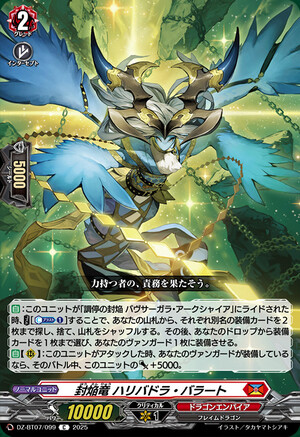 2
グレード
インターセプト
5000
シールド
力持つ者の、責務を果たそう。
:このユニットが「調停の封焔 バヴサーガラ・アークシャイア」にライドされた
時、[コスト]することで、あなたの山札から、それぞれ別名の装備カードを2
枚まで探し、捨て、山札をシャッフルする。その後、あなたのドロップから装備
カードを1枚まで選び、あなたのヴァンガード1枚に装備させる。
:このユニットがアタックした時、あなたのヴァンガードが装備カードを装備
しているなら、そのバトル中、このユニットのパワー+5000。
ノーマルユニット
封焔竜 ハリバドラ・バラート
パワー
10000
クリティカル
1
ドラゴンエンパイア
フレイムドラゴン
DZ-BT07/099 C 2025
イラスト/タカヤマトシアキ